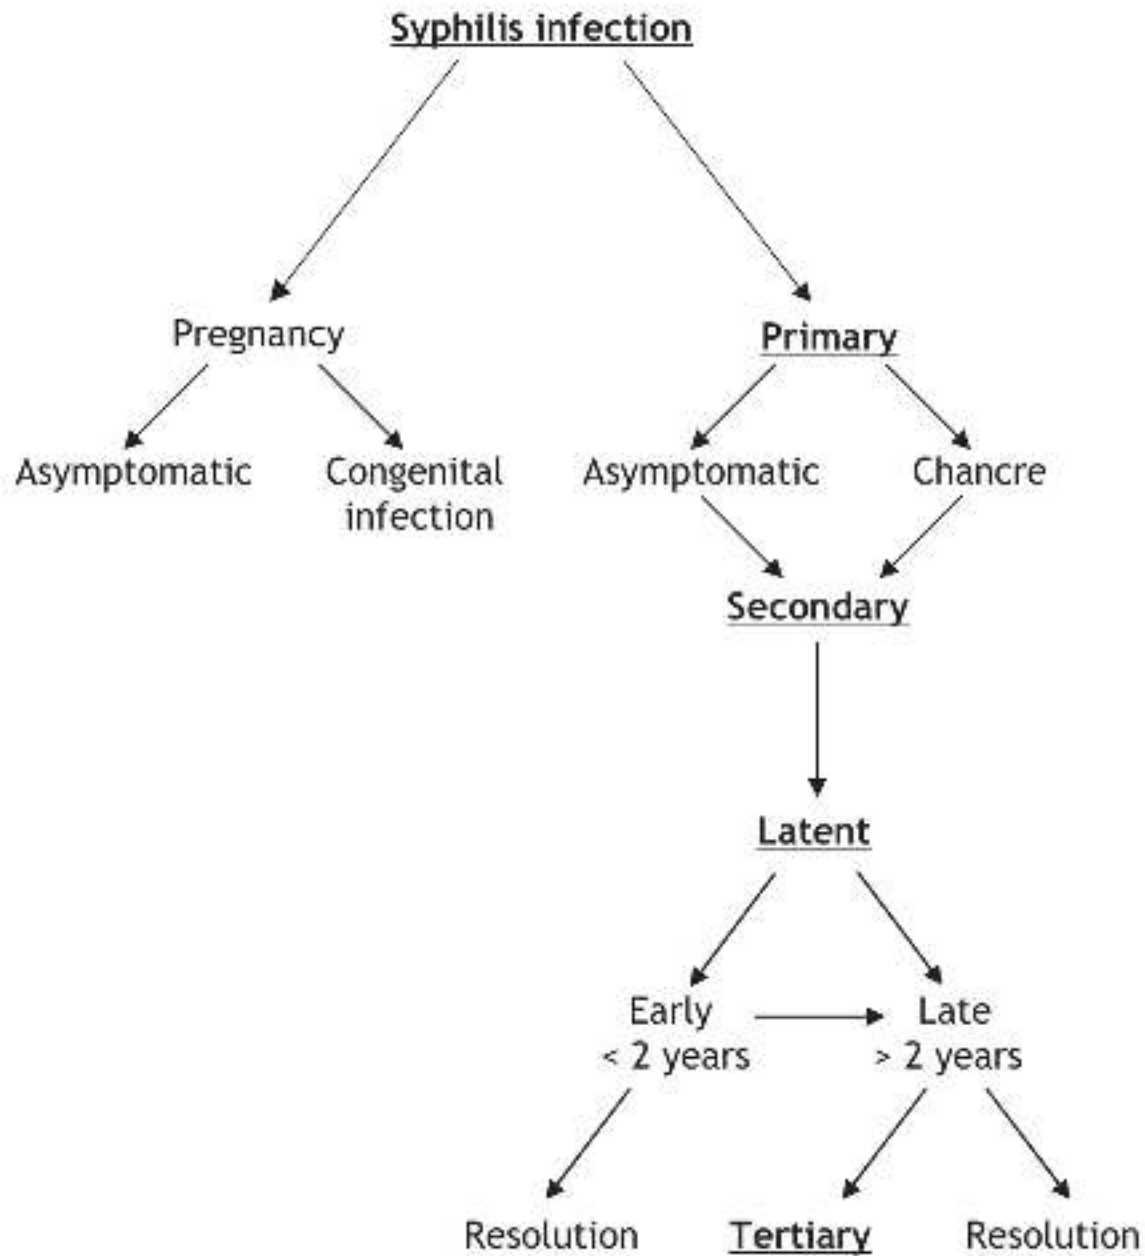 Syphilis infection
Pregnancy
Primary
Asymptomatic
Congenital
infection
Asymptomatic
Chancre
Secondary
Latent
Early
< 2 years
Late
> 2 years
Resolution
Tertiary
Resolution